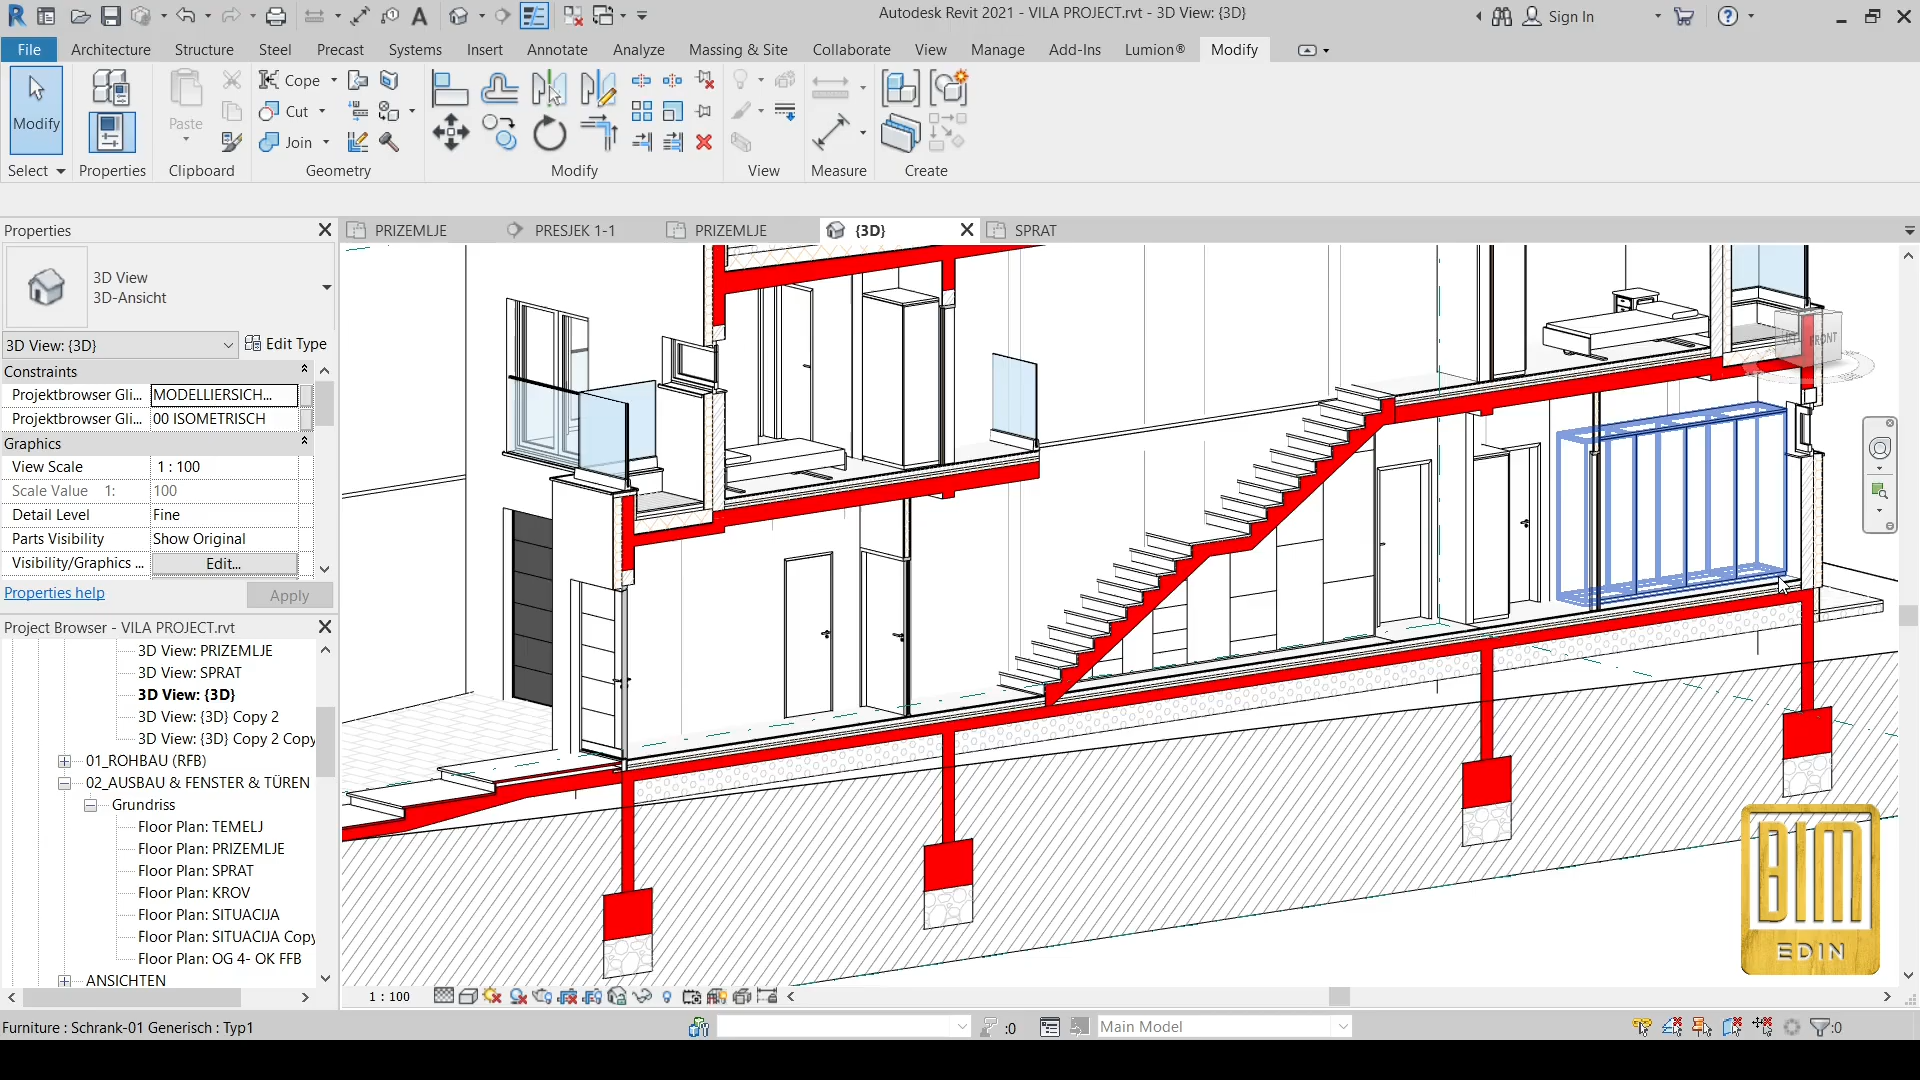 Autodesk Revit 2021 - VILA PROJECT.rvt - 3D View: {3D}
Sign In
File
Architecture
Structure
Steel
Precast
Systems
Insert
Annotate
Analyze
Massing & Site
Collaborate
View
Manage
Add-Ins
Lumion®
Modify
Modify
Paste
Cope
Cut
Join
Select
Properties
Clipboard
Geometry
Modify
View
Measure
Create
Properties
PRIZEMLJE
PRESJEK 1-1
PRIZEMLJE
{3D}
SPRAT
3D View
3D-Ansicht
3D View: {3D}
Edit Type
Constraints
Projektbrowser Gli... MODELLIERSICH...
Projektbrowser Gli... 00 ISOMETRISCH
Graphics
View Scale 1 : 100
Scale Value 1: 100
Detail Level Fine
Parts Visibility Show Original
Visibility/Graphics ... Edit...
Properties help
Apply
Project Browser - VILA PROJECT.rvt
3D View: PRIZEMLJE
3D View: SPRAT
3D View: {3D}
3D View: {3D} Copy 2
3D View: {3D} Copy 2 Copy
01_ROHBAU (RFB)
02_AUSBAU & FENSTER & TÜREN
Grundriss
Floor Plan: TEMELJ
Floor Plan: PRIZEMLJE
Floor Plan: SPRAT
Floor Plan: KROV
Floor Plan: SITUACIJA
Floor Plan: SITUACIJA Copy
Floor Plan: OG 4- OK FFB
ANSICHTEN
FRONT
BIM
EDIN
1 : 100
Furniture : Schrank-01 Generisch : Typ1
:0
Main Model
:0